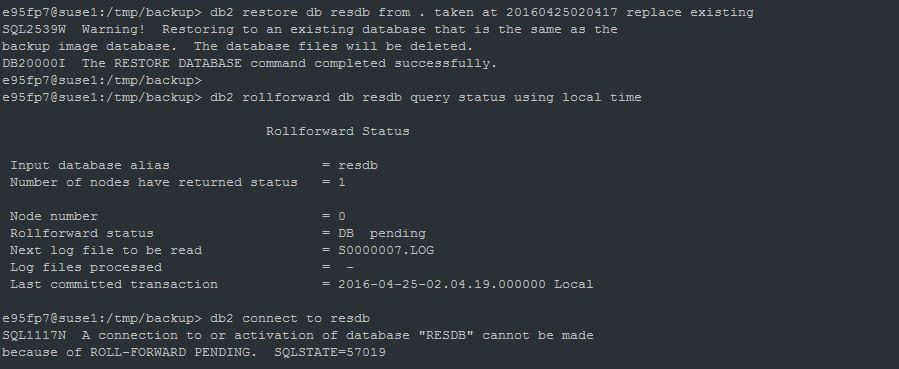 e95fp7@suse1:/tmp/backup> db2 restore db resdb from . taken at 20160425020417 replace existing
SQL2539W  Warning!  Restoring to an existing database that is the same as the
backup image database.  The database files will be deleted.
DB20000I  The RESTORE DATABASE command completed successfully.
e95fp7@suse1:/tmp/backup>
e95fp7@suse1:/tmp/backup> db2 rollforward db resdb query status using local time
Rollforward Status
Input database alias                   = resdb
Number of nodes have returned status   = 1
Node number                            = 0
Rollforward status                     = DB  pending
Next log file to be read               = S0000007.LOG
Log files processed                    =  -
Last committed transaction             = 2016-04-25-02.04.19.000000 Local
e95fp7@suse1:/tmp/backup> db2 connect to resdb
SQL1117N  A connection to or activation of database "RESDB" cannot be made
because of ROLL-FORWARD PENDING.  SQLSTATE=57019